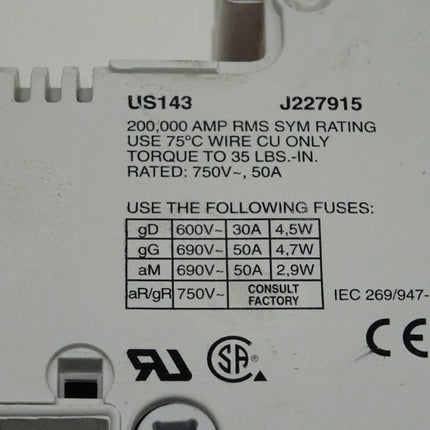 US143 J227915
200,000 AMP RMS SYM RATING
USE 75°C WIRE CU ONLY
TORQUE TO 35 LBS.-IN.
RATED: 750V~, 50A
USE THE FOLLOWING FUSES:
gD 600V~ 30A 4,5W
gG 690V~ 50A 4,7W
aM 690V~ 50A 2,9W
aR/gR 750V~ CONSULT FACTORY
IEC 269/947-
CE
RU SA ®